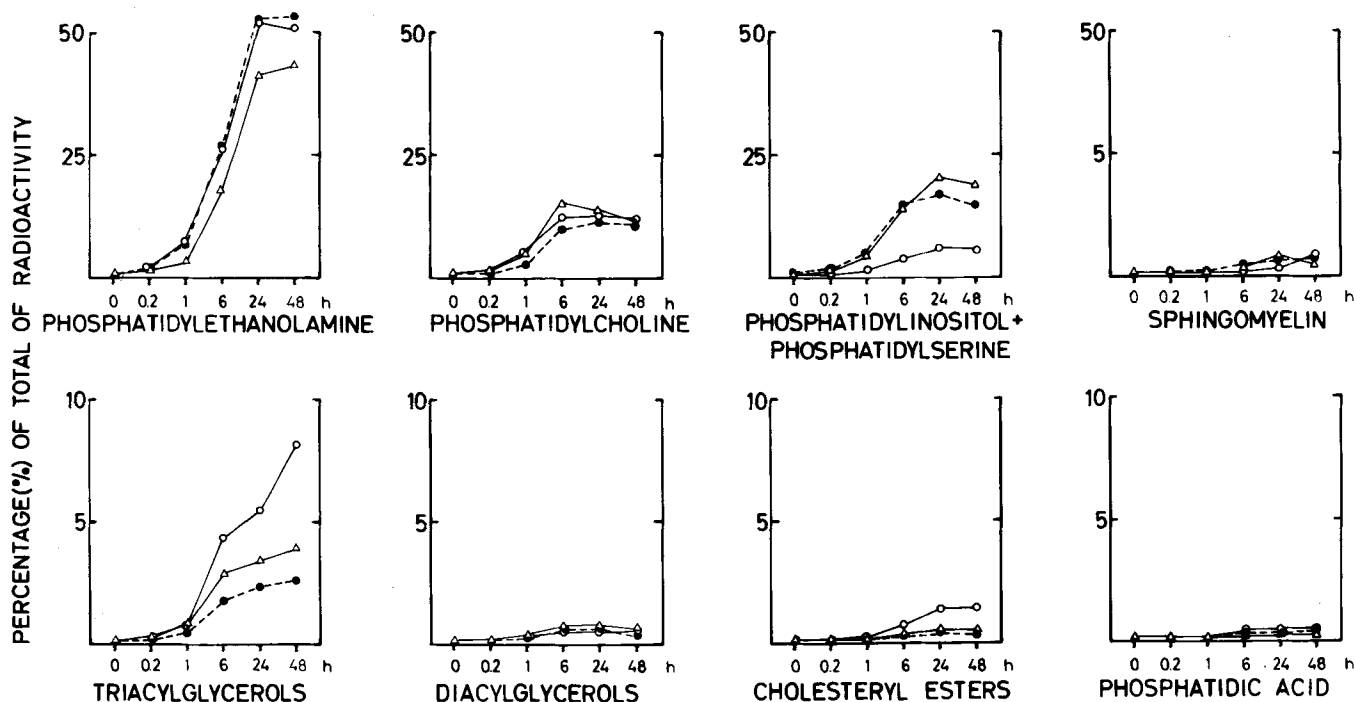 PERCENTAGE(%) OF TOTAL OF RADIOACTIVITY
50
25
0 0.2 1 6 24 48 h
PHOSPHATIDYLETHANOLAMINE
50
25
0 0.2 1 6 24 48 h
PHOSPHATIDYLCHOLINE
50
25
0 0.2 1 6 24 48 h
PHOSPHATIDYLINOSITOL+
PHOSPHATIDYLSERINE
50
5
0 0.2 1 6 24 48 h
SPHINGOMYELIN
10
5
0 0.2 1 6 24 48 h
TRIACYLGLYCEROLS
10
5
0 0.2 1 6 24 48 h
DIACYLGLYCEROLS
10
5
0 0.2 1 6 24 48 h
CHOLESTERYL ESTERS
10
5
0 0.2 1 6 24 48 h
PHOSPHATIDIC ACID